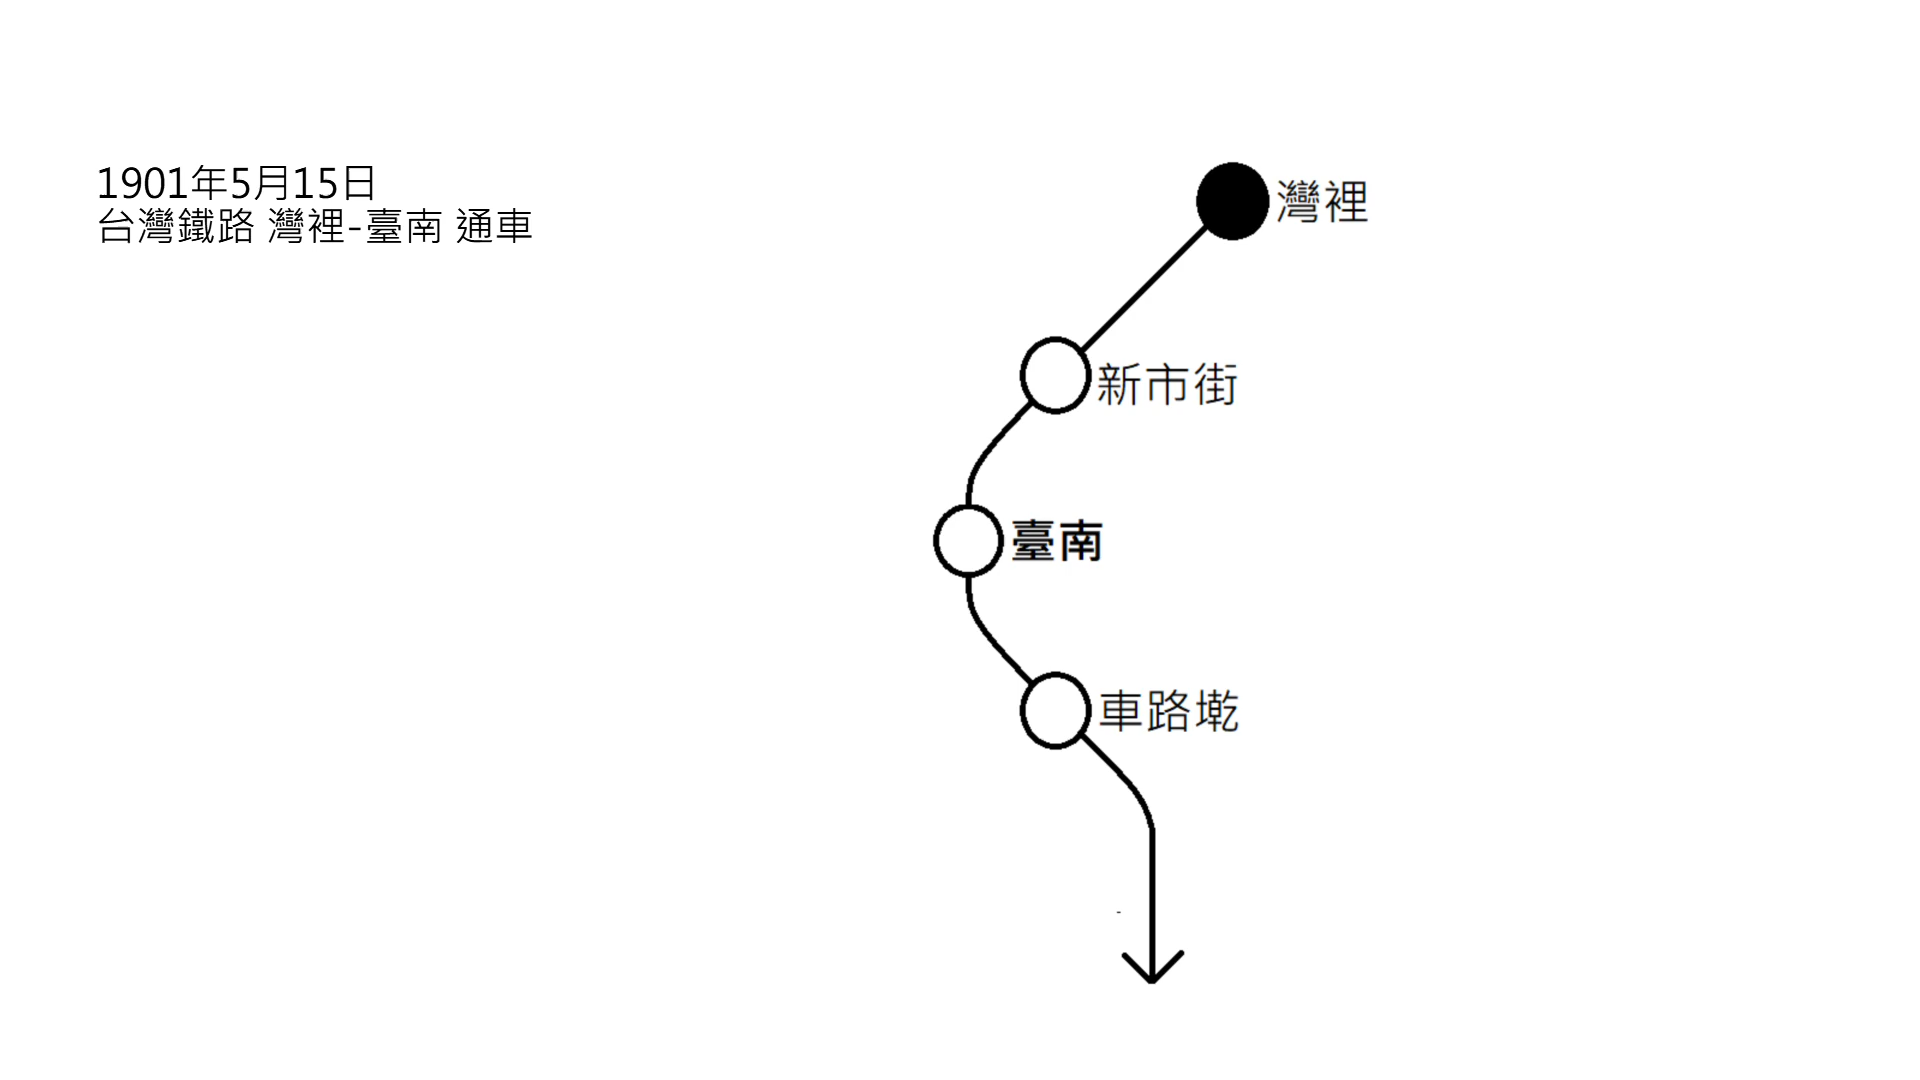 1901年5月15日
台灣鐵路 灣裡-臺南 通車
灣裡
新市街
臺南
車路墘